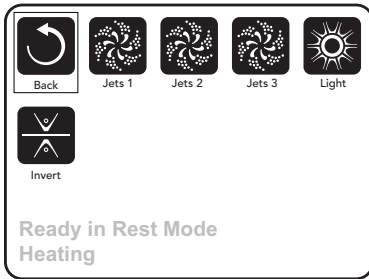 Back Jets 1 Jets 2 Jets 3 Light
Invert
Ready in Rest Mode
Heating